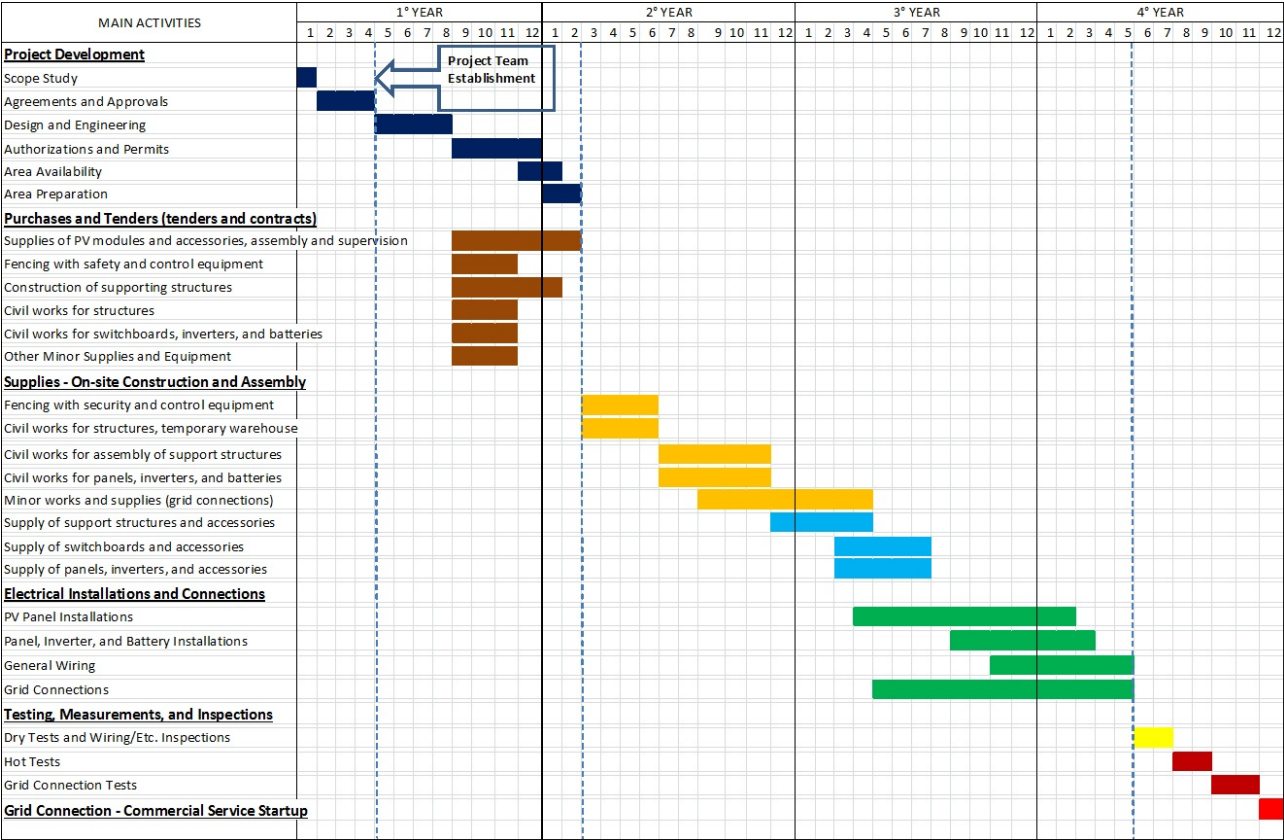 MAIN ACTIVITIES
1° YEAR 2° YEAR 3° YEAR 4° YEAR
1 2 3 4 5 6 7 8 9 10 11 12 1 2 3 4 5 6 7 8 9 10 11 12 1 2 3 4 5 6 7 8 9 10 11 12 1 2 3 4 5 6 7 8 9 10 11 12
Project Development
Project Team
Establishment
Scope Study
Agreements and Approvals
Design and Engineering
Authorizations and Permits
Area Availability
Area Preparation
Purchases and Tenders (tenders and contracts)
Supplies of PV modules and accessories, assembly and supervision
Fencing with safety and control equipment
Construction of supporting structures
Civil works for structures
Civil works for switchboards, inverters, and batteries
Other Minor Supplies and Equipment
Supplies - On-site Construction and Assembly
Fencing with security and control equipment
Civil works for structures, temporary warehouse
Civil works for assembly of support structures
Civil works for panels, inverters, and batteries
Minor works and supplies (grid connections)
Supply of support structures and accessories
Supply of switchboards and accessories
Supply of panels, inverters, and accessories
Electrical Installations and Connections
PV Panel Installations
Panel, Inverter, and Battery Installations
General Wiring
Grid Connections
Testing, Measurements, and Inspections
Dry Tests and Wiring/Etc. Inspections
Hot Tests
Grid Connection Tests
Grid Connection - Commercial Service Startup